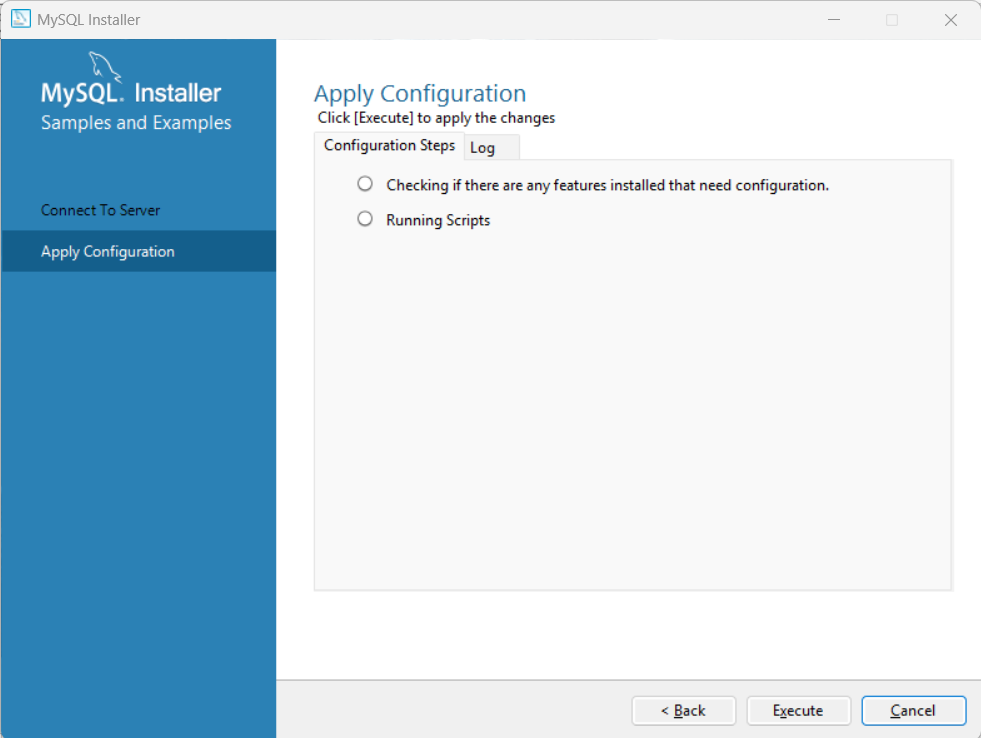 MySQL Installer
MySQL. Installer
Samples and Examples
Connect To Server
Apply Configuration
Apply Configuration
Click [Execute] to apply the changes
Configuration Steps
Log
Checking if there are any features installed that need configuration.
Running Scripts
< Back
Execute
Cancel